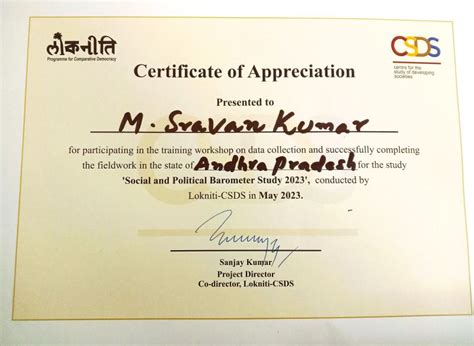 लोकनीति
Programme for Comparative Democracy
CSDS
centre for the
study of developing
societies
Certificate of Appreciation
Presented to
M. Sravan Kumar
for participating in the training workshop on data collection and successfully completing
the fieldwork in the state of Andhra Pradesh for the study
'Social and Political Barometer Study 2023', conducted by
Lokniti-CSDS in May 2023.
Sanjay Kumar
Project Director
Co-director, Lokniti-CSDS